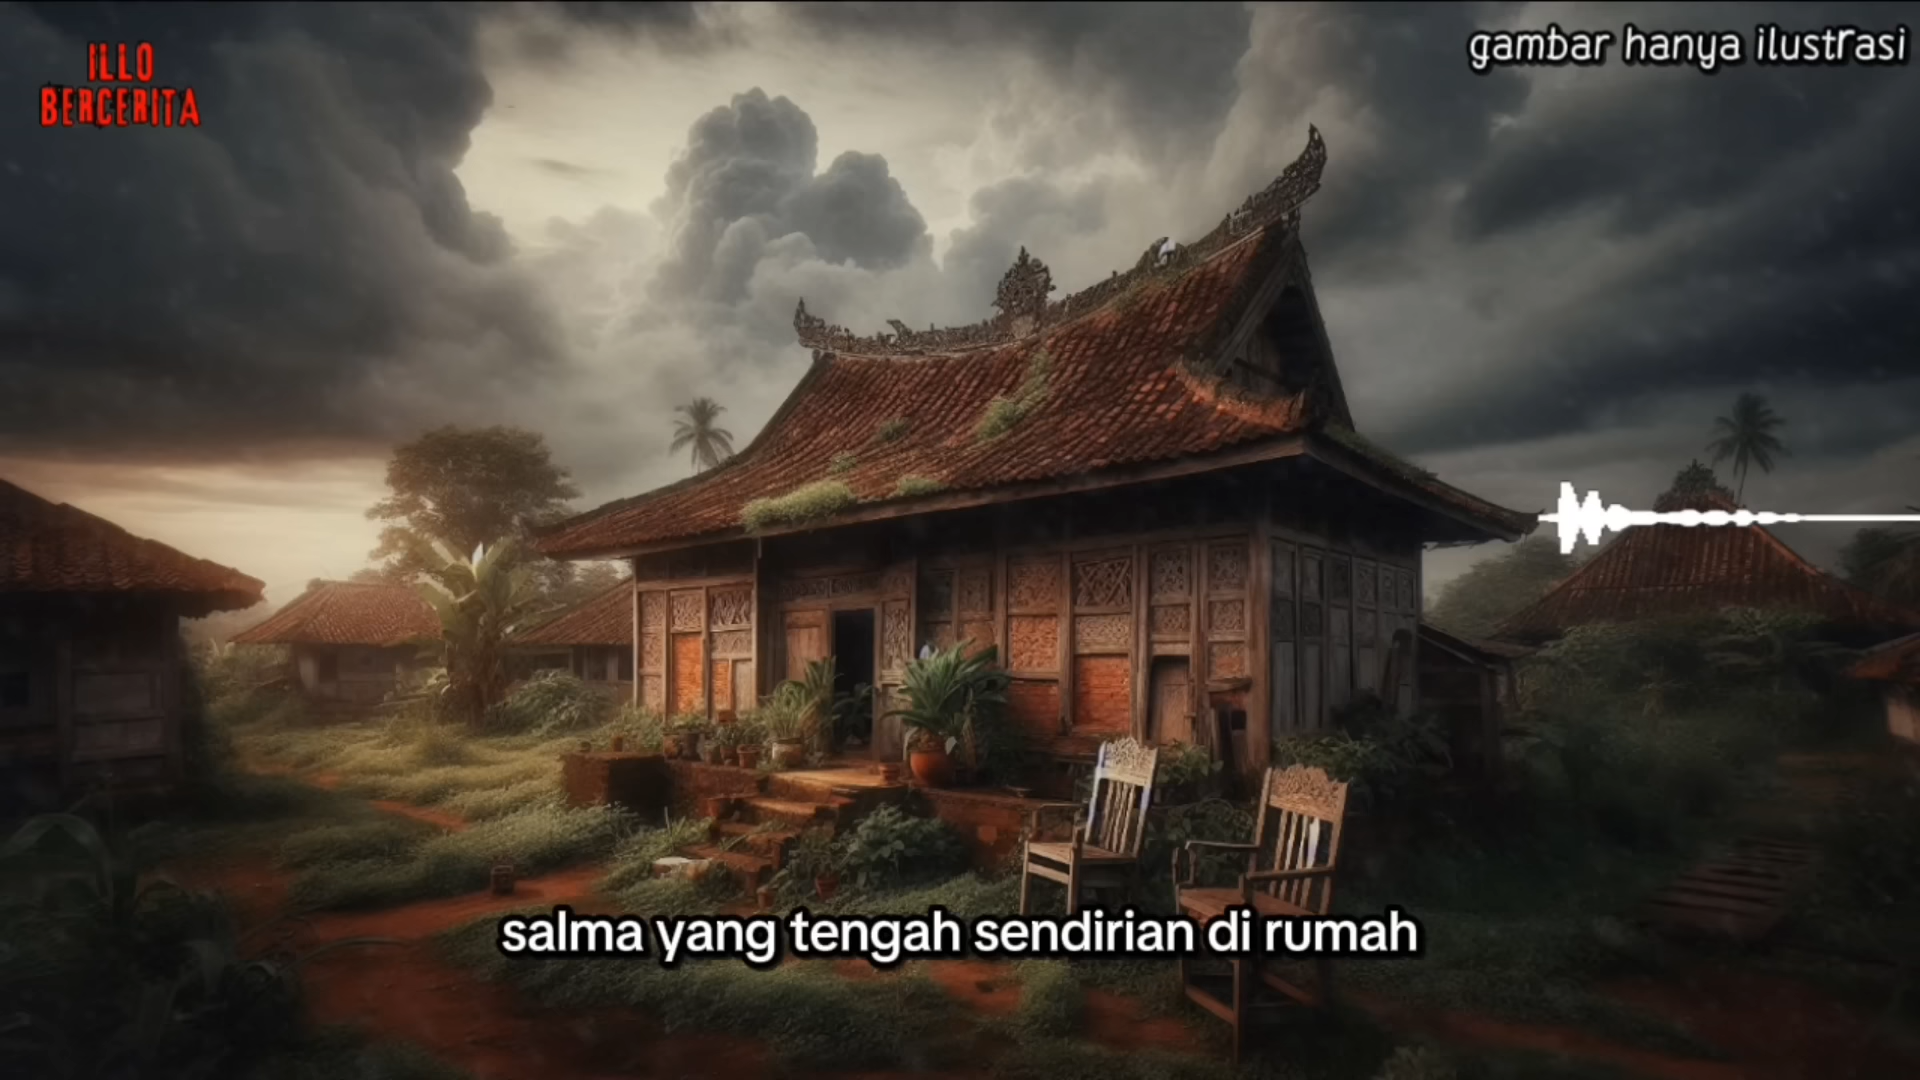 ILLO
BERCERITA
gambar hanya ilustrasi
salma yang tengah sendirian di rumah